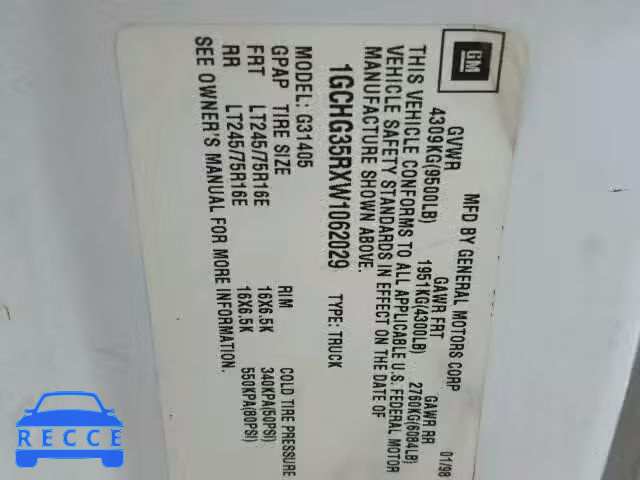 GM
MFD BY GENERAL MOTORS CORP 01/98
GVWR GAWR FRT GAWR RR
4309KG(9500LB) 1951KG(4300LB) 2760KG(6084LB)
THIS VEHICLE CONFORMS TO ALL APPLICABLE U.S. FEDERAL MOTOR
VEHICLE SAFETY STANDARDS IN EFFECT ON THE DATE OF
MANUFACTURE SHOWN ABOVE.
1GCHG35RXW1062029 TYPE: TRUCK
MODEL: G31405
GPAP TIRE SIZE RIM COLD TIRE PRESSURE
FRT LT245/75R16E 16X6.5K 340KPA(50PSI)
RR LT245/75R16E 16X6.5K 550KPA(80PSI)
SEE OWNER'S MANUAL FOR MORE INFORMATION.
RECCE